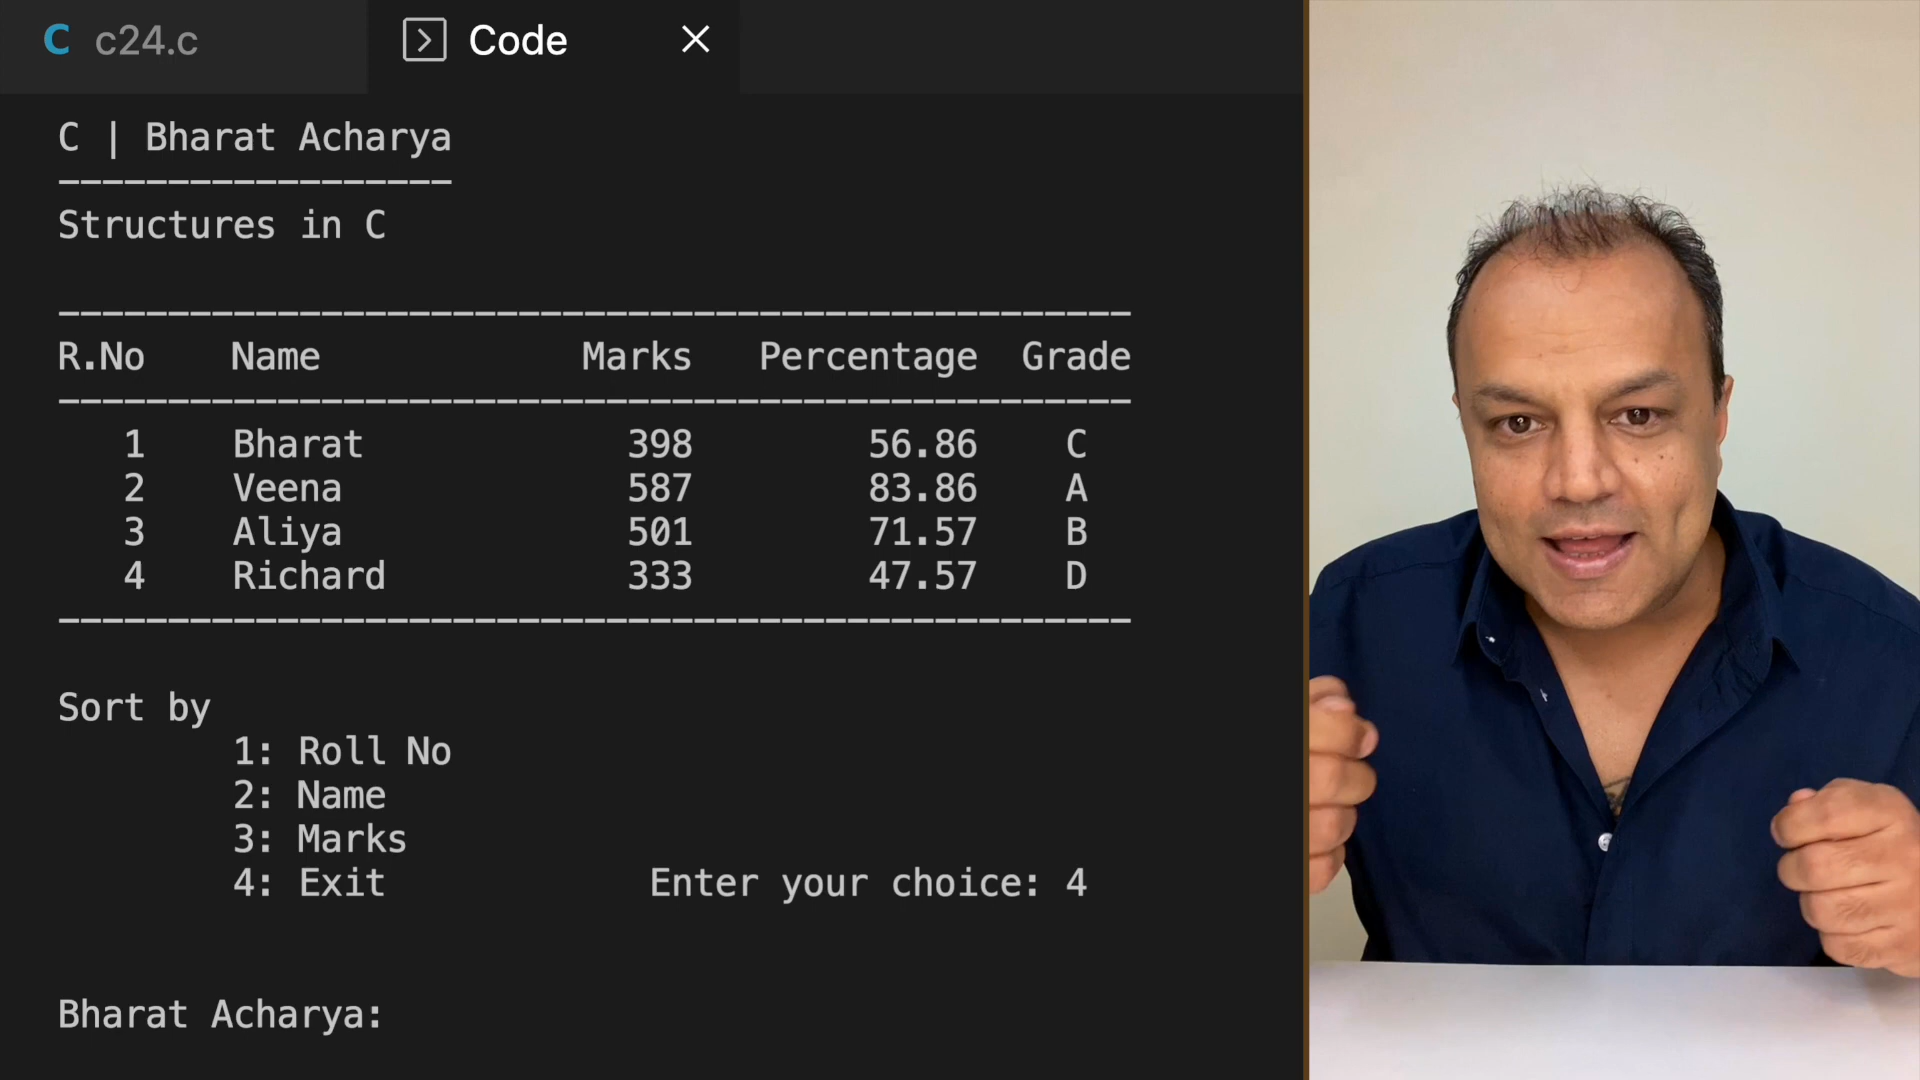 C c24.c
Code
C | Bharat Acharya
------------------
Structures in C
-------------------------------------------------
R.No Name Marks Percentage Grade
-------------------------------------------------
1 Bharat 398 56.86 C
2 Veena 587 83.86 A
3 Aliya 501 71.57 B
4 Richard 333 47.57 D
-------------------------------------------------
Sort by
1: Roll No
2: Name
3: Marks
4: Exit Enter your choice: 4
Bharat Acharya: